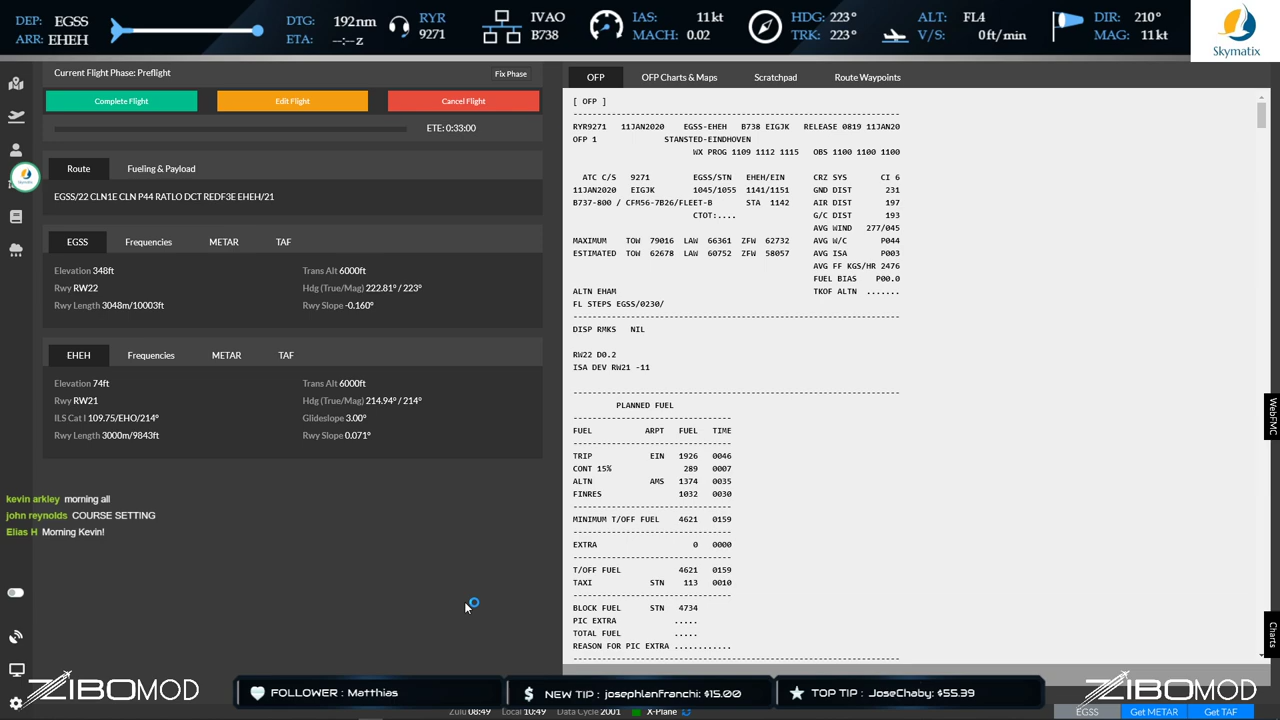 DEP: EGSS
ARR: EHEH
DTG: 192nm
ETA: --:-- z
RYR
9271
IVAO
B738
IAS: 11 kt
MACH: 0.02
HDG: 223°
TRK: 223°
ALT: FL4
V/S: 0 ft/min
DIR: 210°
MAG: 11 kt
Skymatix
Current Flight Phase: Preflight
Fix Phase
Complete Flight
Edit Flight
Cancel Flight
ETE: 0:33:00
Route
Fueling & Payload
EGSS/22 CLN1E CLN P44 RATLO DCT REDF3E EHEH/21
EGSS
Frequencies
METAR
TAF
Elevation 348ft
Trans Alt 6000ft
Rwy RW22
Hdg (True/Mag) 222.81° / 223°
Rwy Length 3048m/10003ft
Rwy Slope -0.160°
EHEH
Frequencies
METAR
TAF
Elevation 74ft
Trans Alt 6000ft
Rwy RW21
Hdg (True/Mag) 214.94° / 214°
ILS Cat I 109.75/EHO/214°
Glideslope 3.00°
Rwy Length 3000m/9843ft
Rwy Slope 0.071°
kevin arkley morning all
john reynolds COURSE SETTING
Elias H Morning Kevin!
OFP
OFP Charts & Maps
Scratchpad
Route Waypoints
[ OFP ]
--------------------------------------------------------------------
RYR9271 11JAN2020 EGSS-EHEH B738 EIGJK RELEASE 0819 11JAN20
OFP 1 STANSTED-EINDHOVEN
WX PROG 1109 1112 1115 OBS 1100 1100 1100
ATC C/S 9271 EGSS/STN EHEH/EIN CRZ SYS CI 6
11JAN2020 EIGJK 1045/1055 1141/1151 GND DIST 231
B737-800 / CFM56-7B26/FLEET-B STA 1142 AIR DIST 197
CTOT:.... G/C DIST 193
AVG WIND 277/045
MAXIMUM TOW 79016 LAW 66361 ZFW 62732 AVG W/C P044
ESTIMATED TOW 62678 LAW 60752 ZFW 58057 AVG ISA P003
AVG FF KGS/HR 2476
FUEL BIAS P00.0
ALTN EHAM TKOF ALTN .......
FL STEPS EGSS/0230/
--------------------------------------------------------------------
DISP RMKS NIL
RW22 D0.2
ISA DEV RW21 -11
--------------------------------------------------------------------
PLANNED FUEL
---------------------------------
FUEL ARPT FUEL TIME
---------------------------------
TRIP EIN 1926 0046
CONT 15% 289 0007
ALTN AMS 1374 0035
FINRES 1032 0030
---------------------------------
MINIMUM T/OFF FUEL 4621 0159
---------------------------------
EXTRA 0 0000
---------------------------------
T/OFF FUEL 4621 0159
TAXI STN 113 0010
---------------------------------
BLOCK FUEL STN 4734
PIC EXTRA .....
TOTAL FUEL .....
REASON FOR PIC EXTRA ............
--------------------------------------------------------------------
WebFMC
Charts
ZIBOMOD
FOLLOWER : Matthias
NEW TIP : josephlanFranchi: $15.00
TOP TIP : JoseChaby: $55.39
ZIBOMOD
Zulu 08:49 Local 10:49 Data Cycle 2001 X-Plane
EGSS
Get METAR
Get TAF